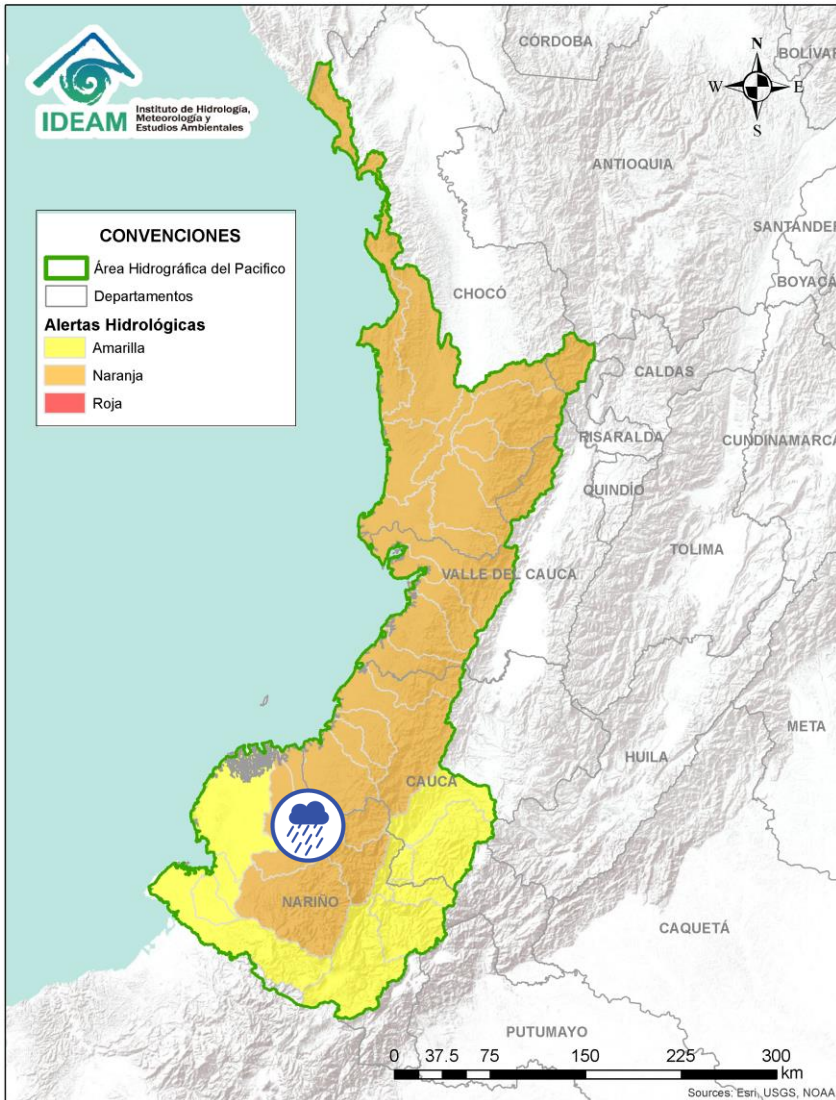 IDEAM
Instituto de Hidrología,
Meteorología y
Estudios Ambientales
CÓRDOBA
BOLÍVAR
N
W
E
S
ANTIOQUIA
SANTANDER
BOYACÁ
CONVENCIONES
Área Hidrográfica del Pacifico
Departamentos
Alertas Hidrológicas
Amarilla
Naranja
Roja
CHOCÓ
CALDAS
RISARALDA
CUNDINAMARCA
QUINDÍO
TOLIMA
VALLE DEL CAUCA
META
HUILA
CAUCA
NARIÑO
CAQUETÁ
PUTUMAYO
0 37.5 75 150 225 300
km
Sources: Esri, USGS, NOAA